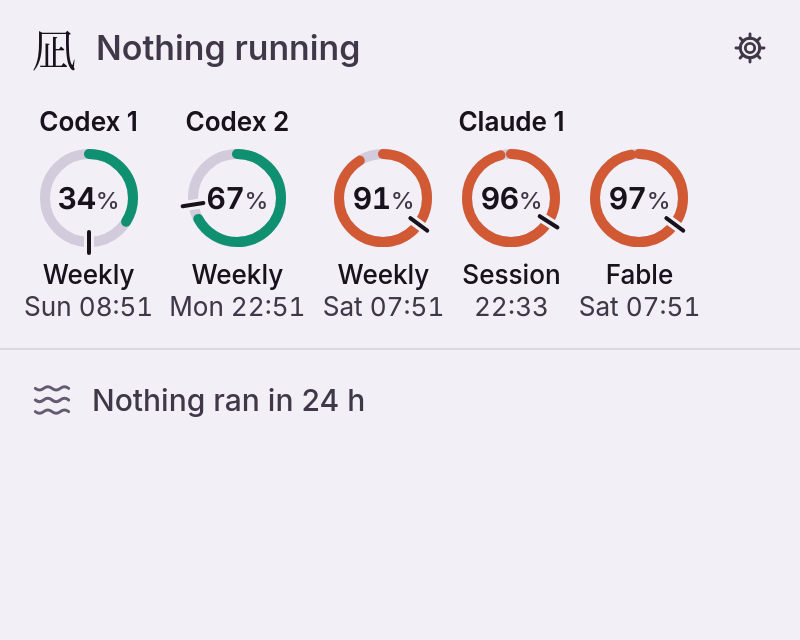 凪 Nothing running
Codex 1 Codex 2 Claude 1
34% 67% 91% 96% 97%
Weekly Weekly Weekly Session Fable
Sun 08:51 Mon 22:51 Sat 07:51 22:33 Sat 07:51
Nothing ran in 24 h